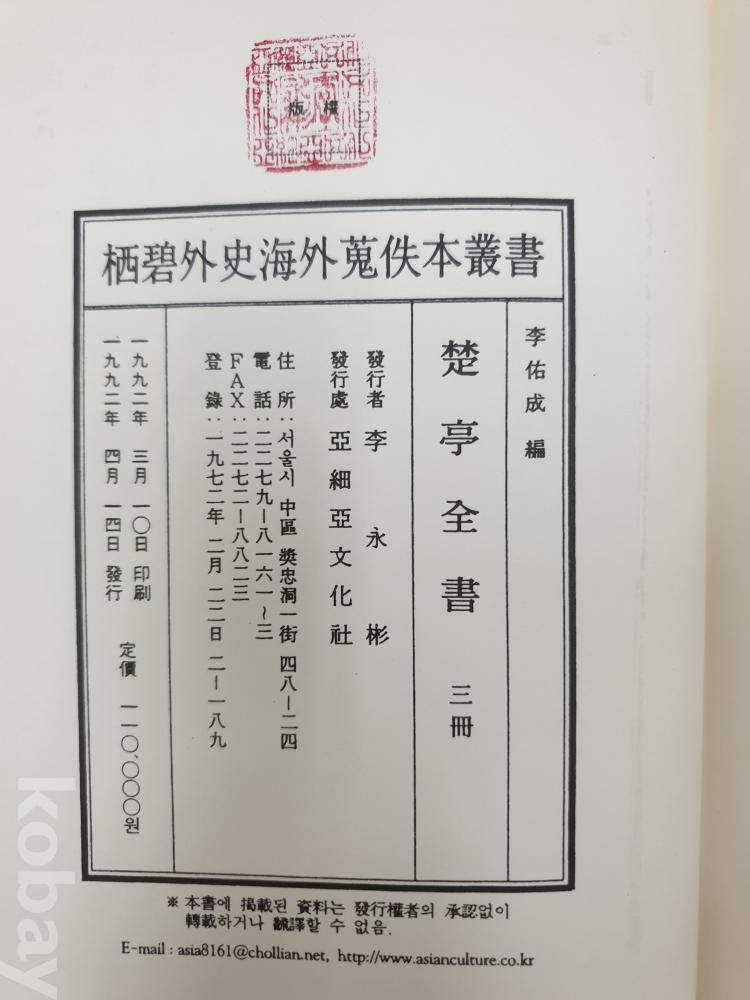 版權
栖碧外史海外蒐佚本叢書
李佑成 編
楚亭全書 三冊
發行者 李永彬
發行處 亞細亞文化社
住所:서울시 中區 奬忠洞一街 四八–二四
電話:二二七九–八一六一~三
FAX:二二七二–八八二三
登錄:一九七二年 二月 二二日 二–一八九
一九九二年 三月 一〇日 印刷
一九九二年 四月 一四日 發行
定價 一一〇,〇〇〇원
※ 本書에 揭載된 資料는 發行權者의 承認없이
轉載하거나 飜譯할 수 없음.
E-mail : asia8161@chollian.net, http://www.asianculture.co.kr
kobay